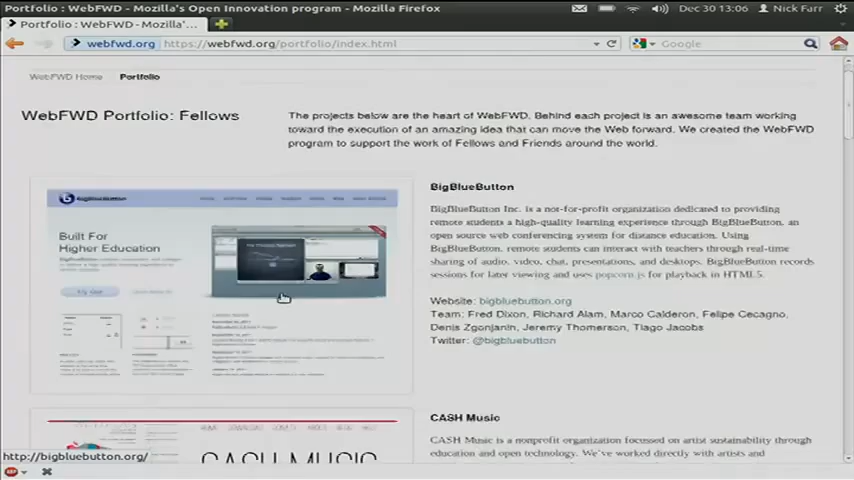 Portfolio : WebFWD - Mozilla's Open Innovation program - Mozilla Firefox
Dec 30 13:06
Nick Farr
Portfolio : WebFWD - Mozilla's'...
webfwd.org
https://webfwd.org/portfolio/index.html
Google
WebFWD Home
Portfolio
WebFWD Portfolio: Fellows
The projects below are the heart of WebFWD. Behind each project is an awesome team working
toward the execution of an amazing idea that can move the Web forward. We created the WebFWD
program to support the work of Fellows and Friends around the world.
bigbluebutton
Built For
Higher Education
BigBlueButton
BigBlueButton Inc. is a not-for-profit organization dedicated to providing
remote students a high-quality learning experience through BigBlueButton, an
open source web conferencing system for distance education. Using
BigBlueButton, remote students can interact with teachers through real-time
sharing of audio, video, chat, presentations, and desktops. BigBlueButton records
sessions for later viewing and uses popcorn.js for playback in HTML5.
Website: bigbluebutton.org
Team: Fred Dixon, Richard Alam, Marco Calderon, Felipe Cecagno,
Denis Zgonjanin, Jeremy Thomerson, Tiago Jacobs
Twitter: @bigbluebutton
CASH MUSIC
CASH Music
CASH Music is a nonprofit organization focussed on artist sustainability through
education and open technology. We've worked directly with artists and
http://bigbluebutton.org/